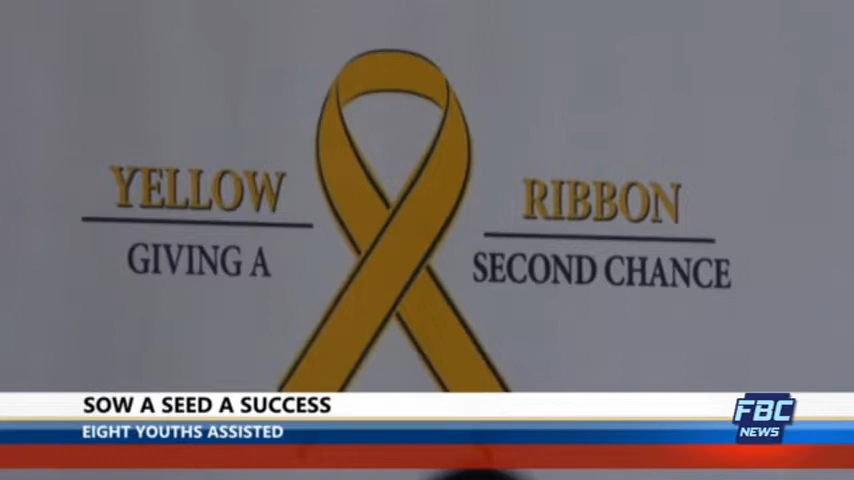 YELLOW RIBBON
GIVING A SECOND CHANCE
SOW A SEED A SUCCESS
EIGHT YOUTHS ASSISTED
FBC
NEWS